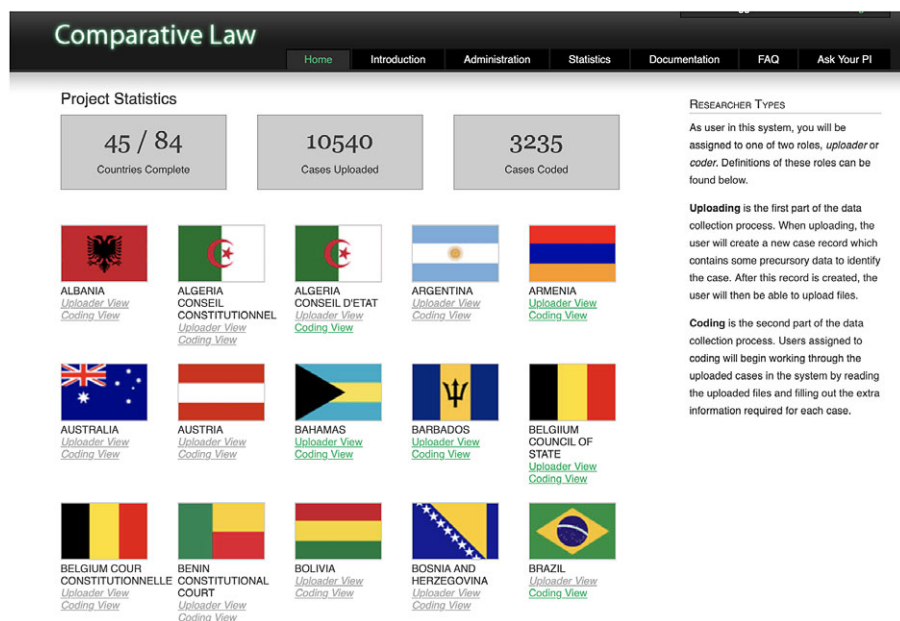 Comparative Law
Home Introduction Administration Statistics Documentation FAQ Ask Your PI
Project Statistics
45 / 84
Countries Complete
10540
Cases Uploaded
3235
Cases Coded
ALBANIA
Uploader View
Coding View
ALGERIA
CONSEIL
CONSTITUTIONNEL
Uploader View
Coding View
ALGERIA
CONSEIL D'ETAT
Uploader View
Coding View
ARGENTINA
Uploader View
Coding View
ARMENIA
Uploader View
Coding View
AUSTRALIA
Uploader View
Coding View
AUSTRIA
Uploader View
Coding View
BAHAMAS
Uploader View
Coding View
BARBADOS
Uploader View
Coding View
BELGIIUM
COUNCIL OF
STATE
Uploader View
Coding View
BELGIUM COUR
CONSTITUTIONNELLE
Uploader View
Coding View
BENIN
CONSTITUTIONAL
COURT
Uploader View
Coding View
BOLIVIA
Uploader View
Coding View
BOSNIA AND
HERZEGOVINA
Uploader View
Coding View
BRAZIL
Uploader View
Coding View
RESEARCHER TYPES
As user in this system, you will be
assigned to one of two roles, uploader or
coder. Definitions of these roles can be
found below.
Uploading is the first part of the data
collection process. When uploading, the
user will create a new case record which
contains some precursory data to identify
the case. After this record is created, the
user will then be able to upload files.
Coding is the second part of the data
collection process. Users assigned to
coding will begin working through the
uploaded cases in the system by reading
the uploaded files and filling out the extra
information required for each case.